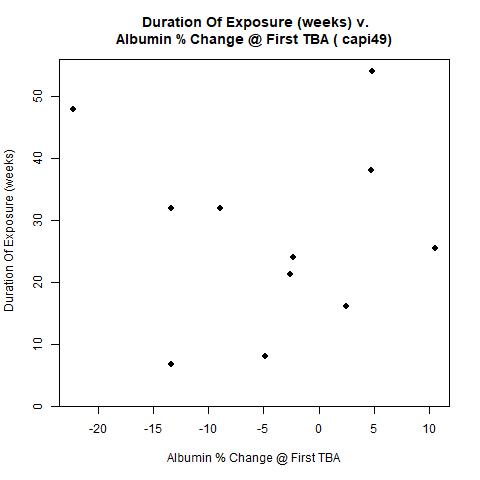 Duration Of Exposure (weeks) v.
Albumin % Change @ First TBA ( capi49)
Duration Of Exposure (weeks)
50
40
30
20
10
0
-20 -15 -10 -5 0 5 10
Albumin % Change @ First TBA